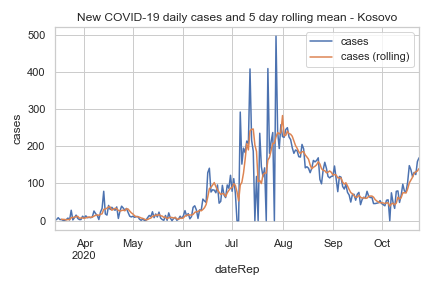 New COVID-19 daily cases and 5 day rolling mean - Kosovo
cases
cases (rolling)
500
400
300
200
100
0
cases
Apr
2020
May
Jun
Jul
Aug
Sep
Oct
dateRep